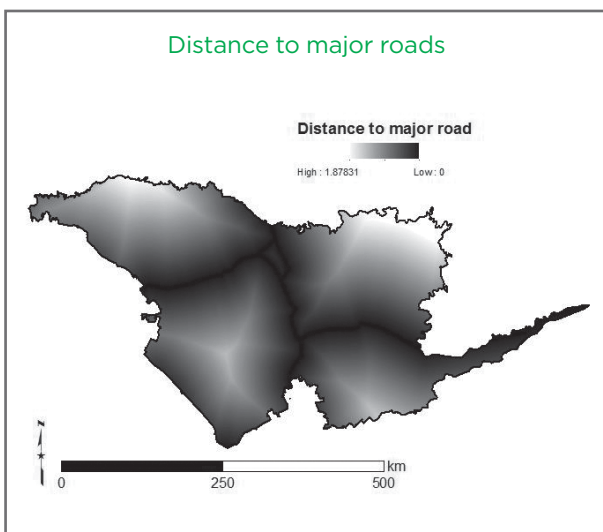 Distance to major roads
Distance to major road
High : 1.87831 Low : 0
N
km
0 250 500